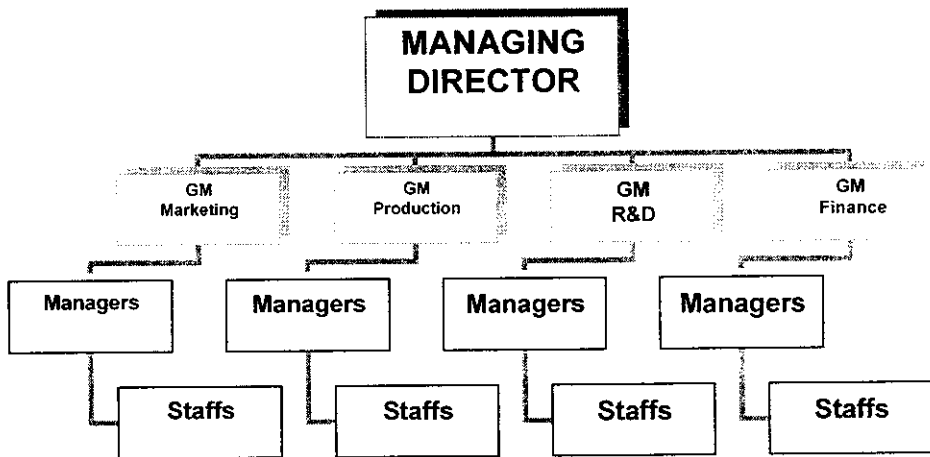 MANAGING
DIRECTOR
GM
Marketing
GM
Production
GM
R&D
GM
Finance
Managers
Managers
Managers
Managers
Staffs
Staffs
Staffs
Staffs